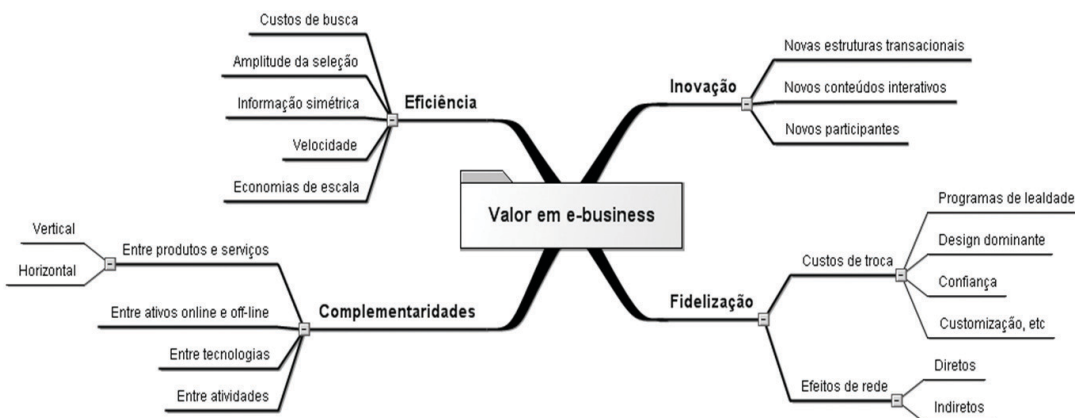 Valor em e-business
Eficiência
Custos de busca
Amplitude da seleção
Informação simétrica
Velocidade
Economias de escala
Inovação
Novas estruturas transacionais
Novos conteúdos interativos
Novos participantes
Complementaridades
Entre produtos e serviços
Vertical
Horizontal
Entre ativos online e off-line
Entre tecnologias
Entre atividades
Fidelização
Custos de troca
Programas de lealdade
Design dominante
Confiança
Customização, etc
Efeitos de rede
Diretos
Indiretos